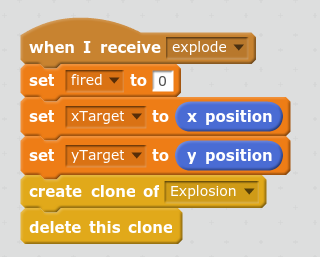 when I receive explode
set fired to 0
set xTarget to x position
set yTarget to y position
create clone of Explosion
delete this clone